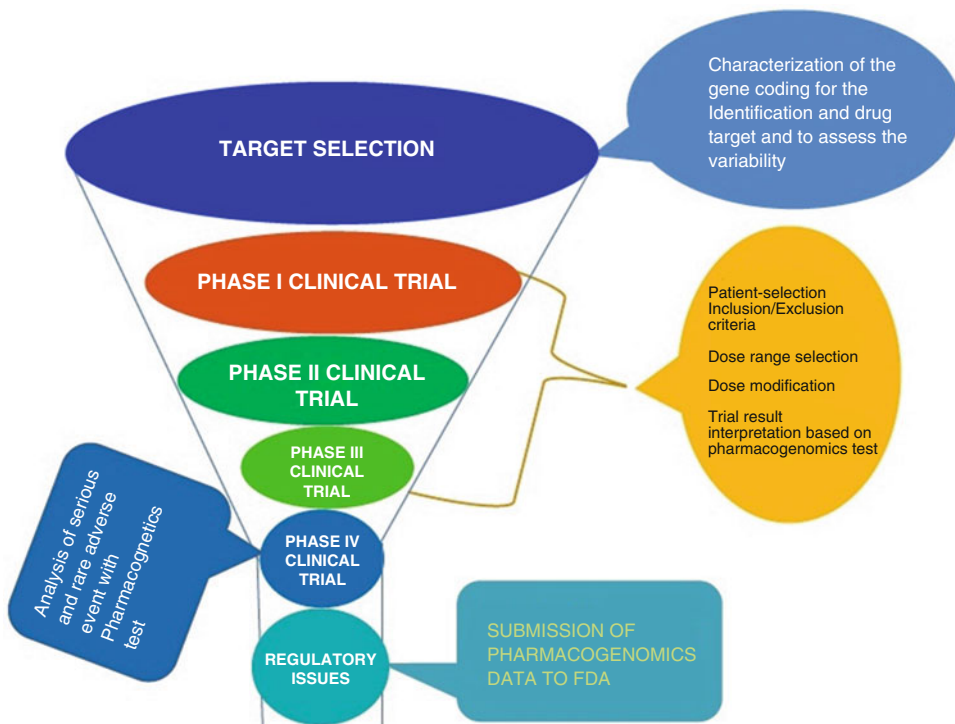 TARGET SELECTION
Characterization of the
gene coding for the
Identification and drug
target and to assess the
variability
PHASE I CLINICAL TRIAL
PHASE II CLINICAL
TRIAL
PHASE III
CLINICAL
TRIAL
Patient-selection
Inclusion/Exclusion
criteria
Dose range selection
Dose modification
Trial result
interpretation based on
pharmacogenomics test
PHASE IV
CLINICAL
TRIAL
Analysis of serious
and rare adverse
event with
Pharmacognetics
test
REGULATORY
ISSUES
SUBMISSION OF
PHARMACOGENOMICS
DATA TO FDA